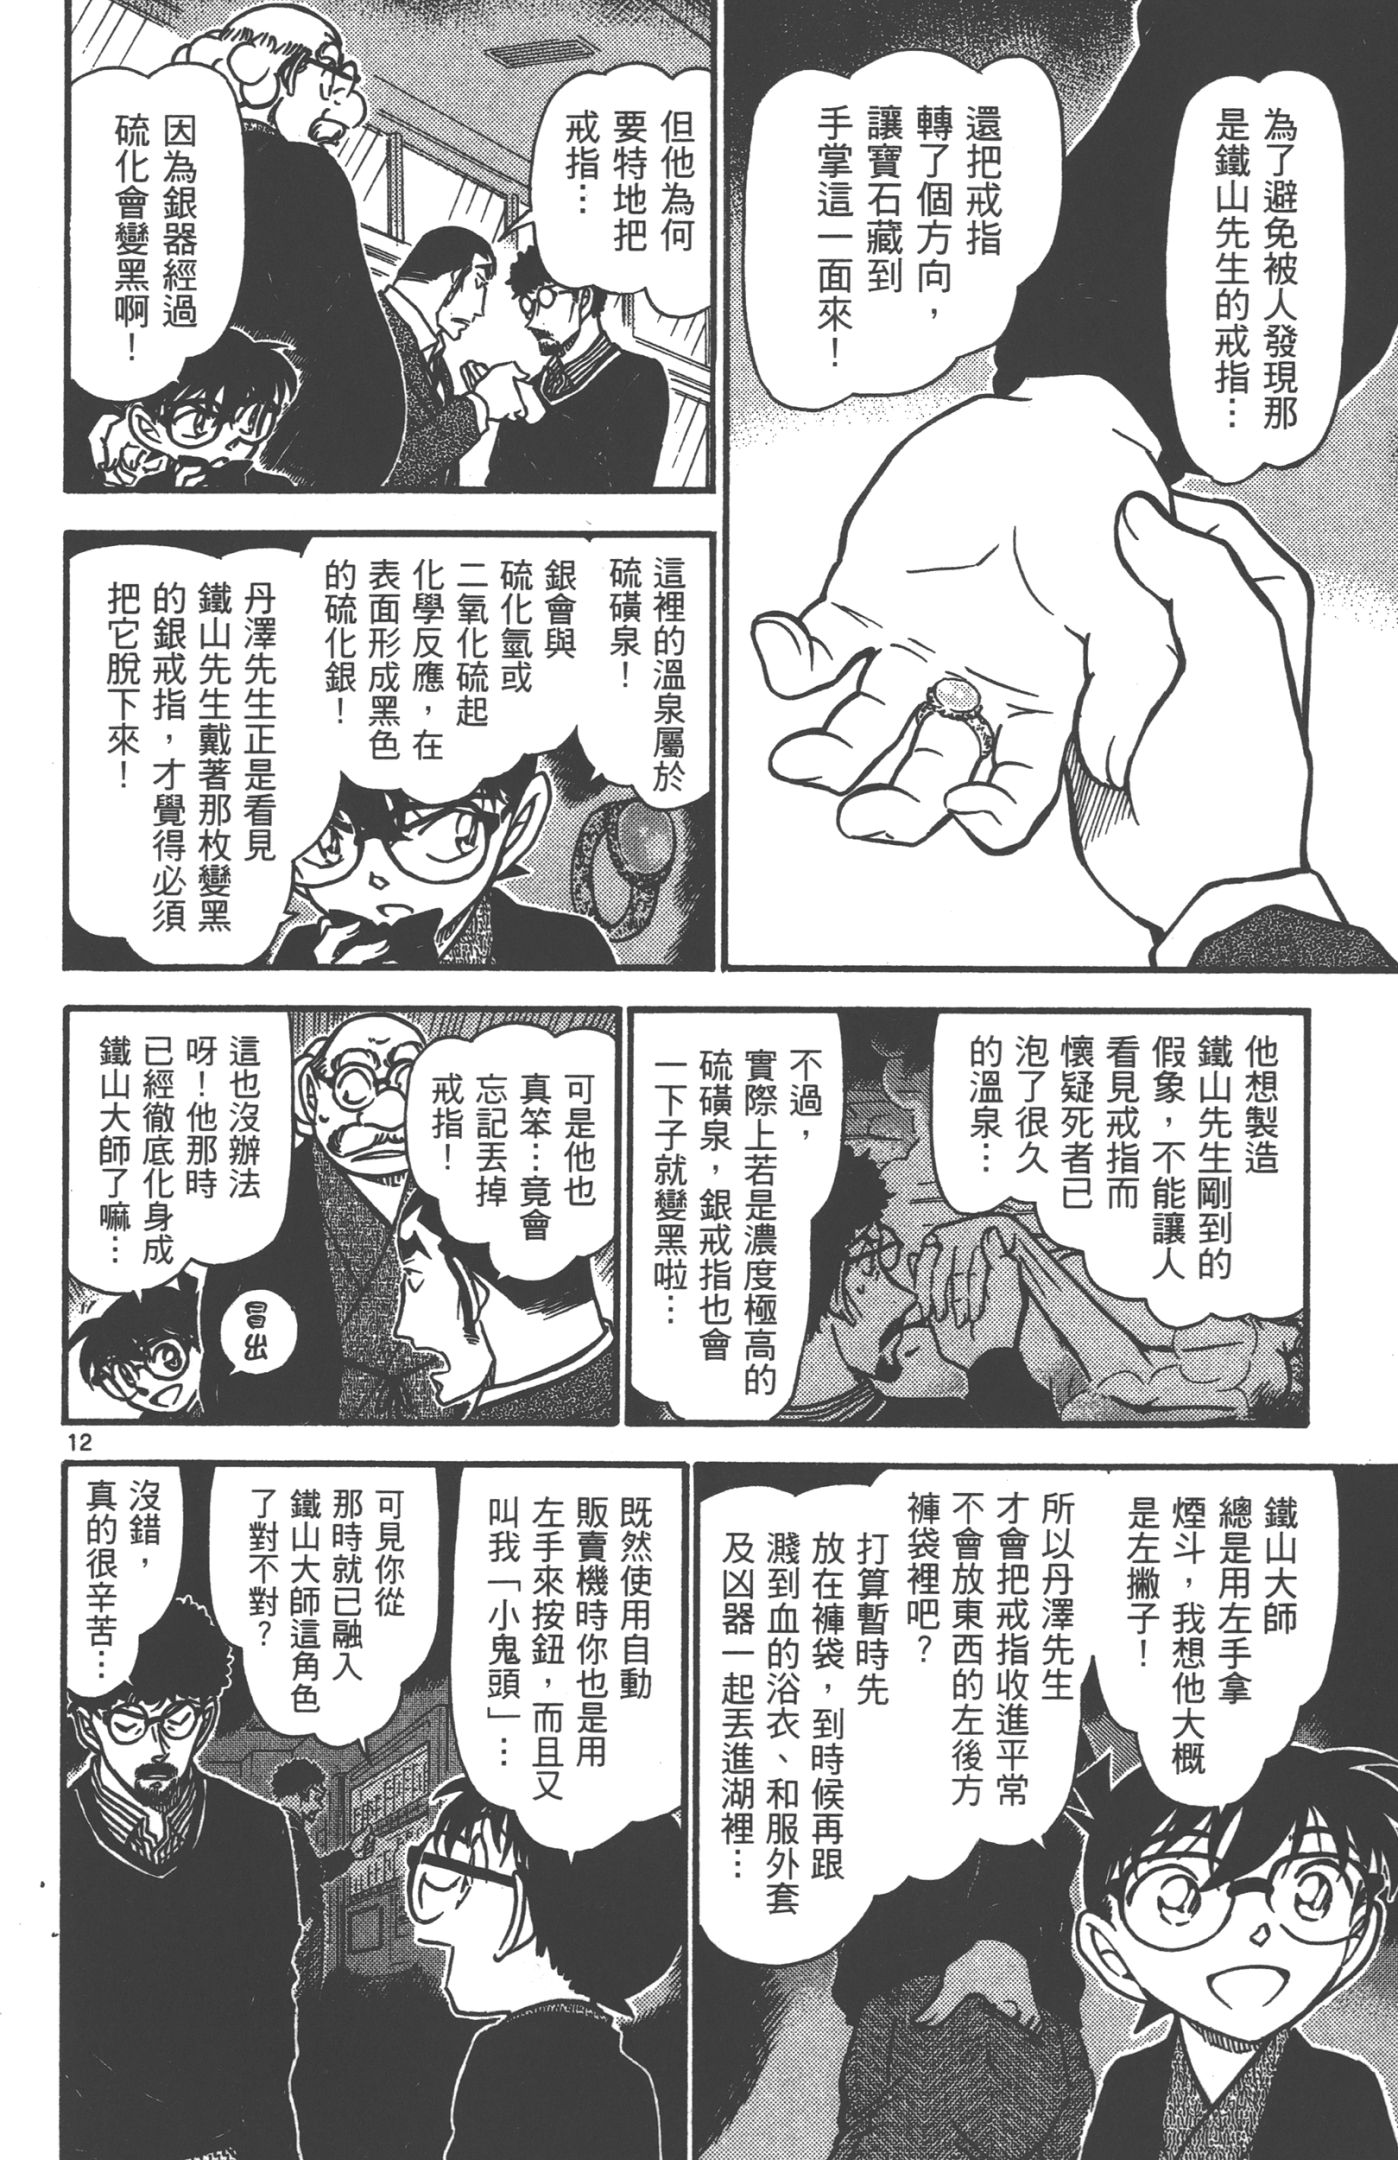 為了避免被人發現那
是鐵山先生的戒指…
還把戒指
轉了個方向，
讓寶石藏到
手掌這一面來！
但他為何
要特地把
戒指…
因為銀器經過
硫化會變黑啊！
這裡的溫泉屬於
硫磺泉！
銀會與
硫化氫或
二氧化硫起
化學反應，在
表面形成黑色
的硫化銀！
丹澤先生正是看見
鐵山先生戴著那枚變黑
的銀戒指，才覺得必須
把它脫下來！
他想製造
鐵山先生剛到的
假象，不能讓人
看見戒指而
懷疑死者已
泡了很久
的溫泉…
不過，
實際上若是濃度極高的
硫磺泉，銀戒指也會
一下子就變黑啦…
可是他也
真笨…竟會
忘記丟掉
戒指！
這也沒辦法
呀！他那時
已經徹底化身成
鐵山大師了嘛…
冒出
12
鐵山大師
總是用左手拿
煙斗，我想他大概
是左撇子！
所以丹澤先生
才會把戒指收進平常
不會放東西的左後方
褲袋裡吧？
打算暫時先
放在褲袋，到時候再跟
濺到血的浴衣、和服外套
及凶器一起丟進湖裡…
既然使用自動
販賣機時你也是用
左手來按鈕，而且又
叫我「小鬼頭」…
可見你從
那時就已融入
鐵山大師這角色
了對不對？
沒錯，
真的很辛苦…